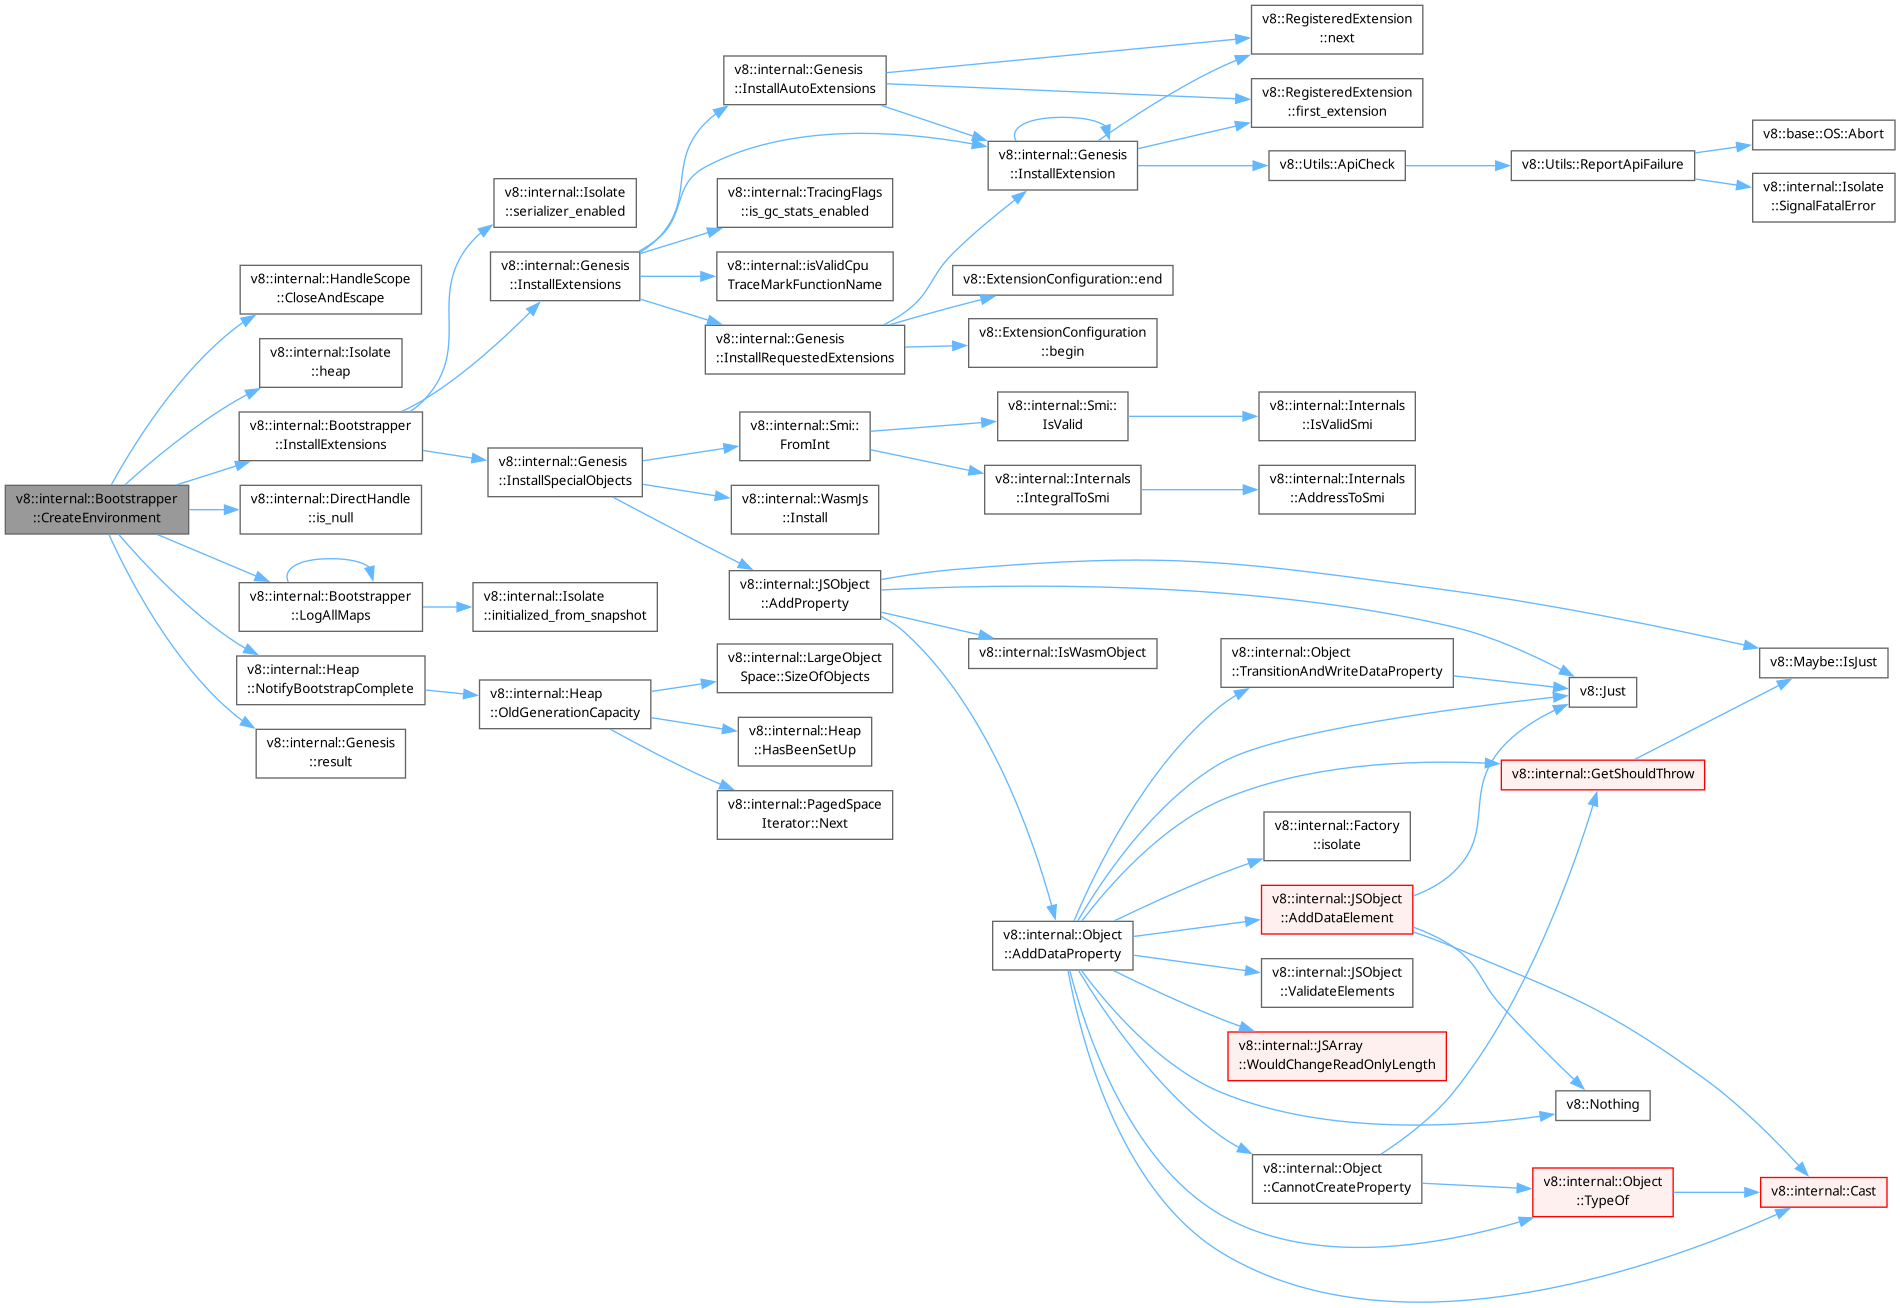 v8::internal::Bootstrapper
::CreateEnvironment
v8::internal::HandleScope
::CloseAndEscape
v8::internal::Isolate
::heap
v8::internal::Bootstrapper
::InstallExtensions
v8::internal::DirectHandle
::is_null
v8::internal::Bootstrapper
::LogAllMaps
v8::internal::Heap
::NotifyBootstrapComplete
v8::internal::Genesis
::result
v8::internal::Isolate
::serializer_enabled
v8::internal::Genesis
::InstallExtensions
v8::internal::Genesis
::InstallSpecialObjects
v8::internal::Isolate
::initialized_from_snapshot
v8::internal::Heap
::OldGenerationCapacity
v8::internal::Genesis
::InstallAutoExtensions
v8::internal::TracingFlags
::is_gc_stats_enabled
v8::internal::isValidCpu
TraceMarkFunctionName
v8::internal::Genesis
::InstallRequestedExtensions
v8::internal::Smi::
FromInt
v8::internal::WasmJs
::Install
v8::internal::JSObject
::AddProperty
v8::internal::LargeObject
Space::SizeOfObjects
v8::internal::Heap
::HasBeenSetUp
v8::internal::PagedSpace
Iterator::Next
v8::internal::Genesis
::InstallExtension
v8::ExtensionConfiguration::end
v8::ExtensionConfiguration
::begin
v8::internal::Smi::
IsValid
v8::internal::Internals
::IntegralToSmi
v8::internal::IsWasmObject
v8::internal::Object
::AddDataProperty
v8::RegisteredExtension
::next
v8::RegisteredExtension
::first_extension
v8::Utils::ApiCheck
v8::internal::Internals
::IsValidSmi
v8::internal::Internals
::AddressToSmi
v8::internal::Object
::TransitionAndWriteDataProperty
v8::internal::Factory
::isolate
v8::internal::JSObject
::AddDataElement
v8::internal::JSObject
::ValidateElements
v8::internal::JSArray
::WouldChangeReadOnlyLength
v8::internal::Object
::CannotCreateProperty
v8::Utils::ReportApiFailure
v8::Just
v8::internal::GetShouldThrow
v8::Nothing
v8::internal::Object
::TypeOf
v8::base::OS::Abort
v8::internal::Isolate
::SignalFatalError
v8::Maybe::IsJust
v8::internal::Cast